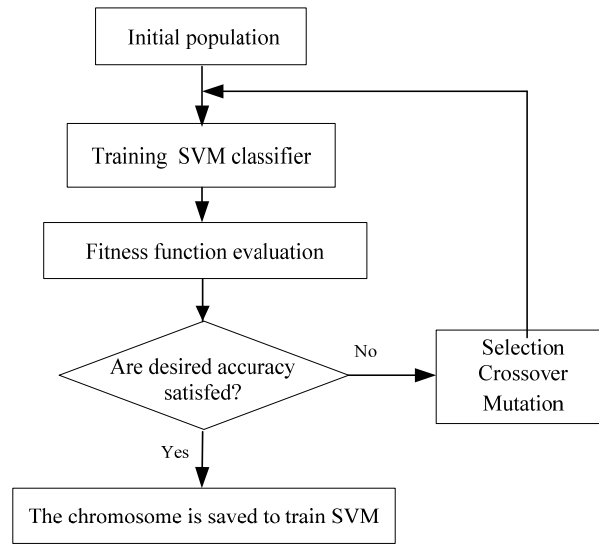 Initial population
Training SVM classifier
Fitness function evaluation
Are desired accuracy
satisfed?
No
Selection
Crossover
Mutation
Yes
The chromosome is saved to train SVM